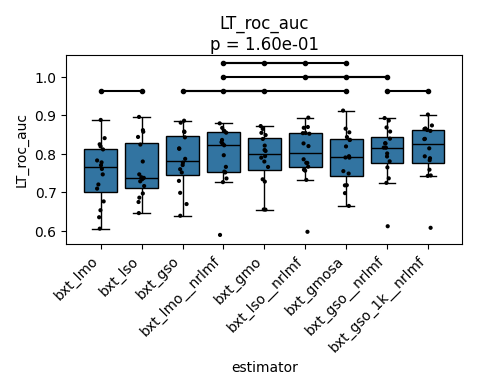 LT_roc_auc
p = 1.60e-01
LT_roc_auc
1.0
0.9
0.8
0.7
0.6
bxt_lmo
bxt_lso
bxt_gso
bxt_lmo__nrlmf
bxt_gmo
bxt_lso__nrlmf
bxt_gmosa
bxt_gso__nrlmf
bxt_gso_1k__nrlmf
estimator